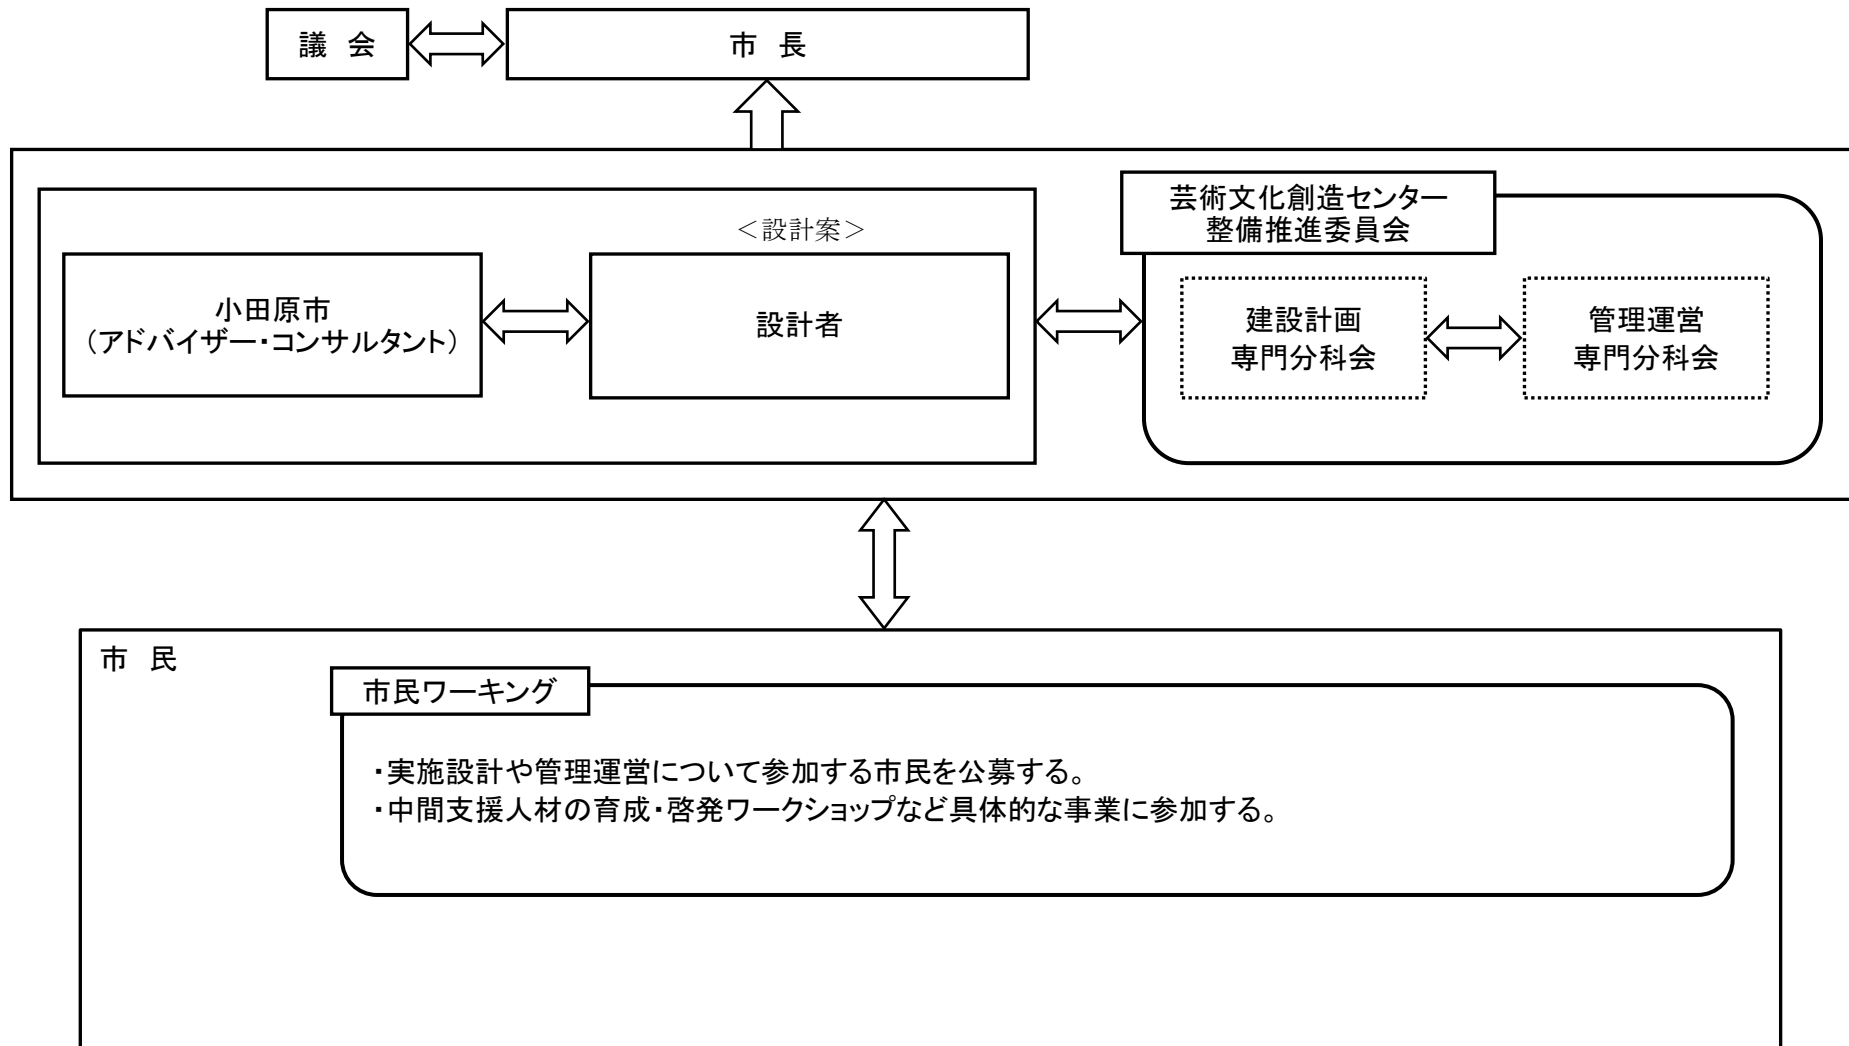 議 会
市 長
芸術文化創造センター
整備推進委員会
＜設計案＞
小田原市
（アドバイザー・コンサルタント）
設計者
建設計画
専門分科会
管理運営
専門分科会
市 民
市民ワーキング
・実施設計や管理運営について参加する市民を公募する。
・中間支援人材の育成・啓発ワークショップなど具体的な事業に参加する。